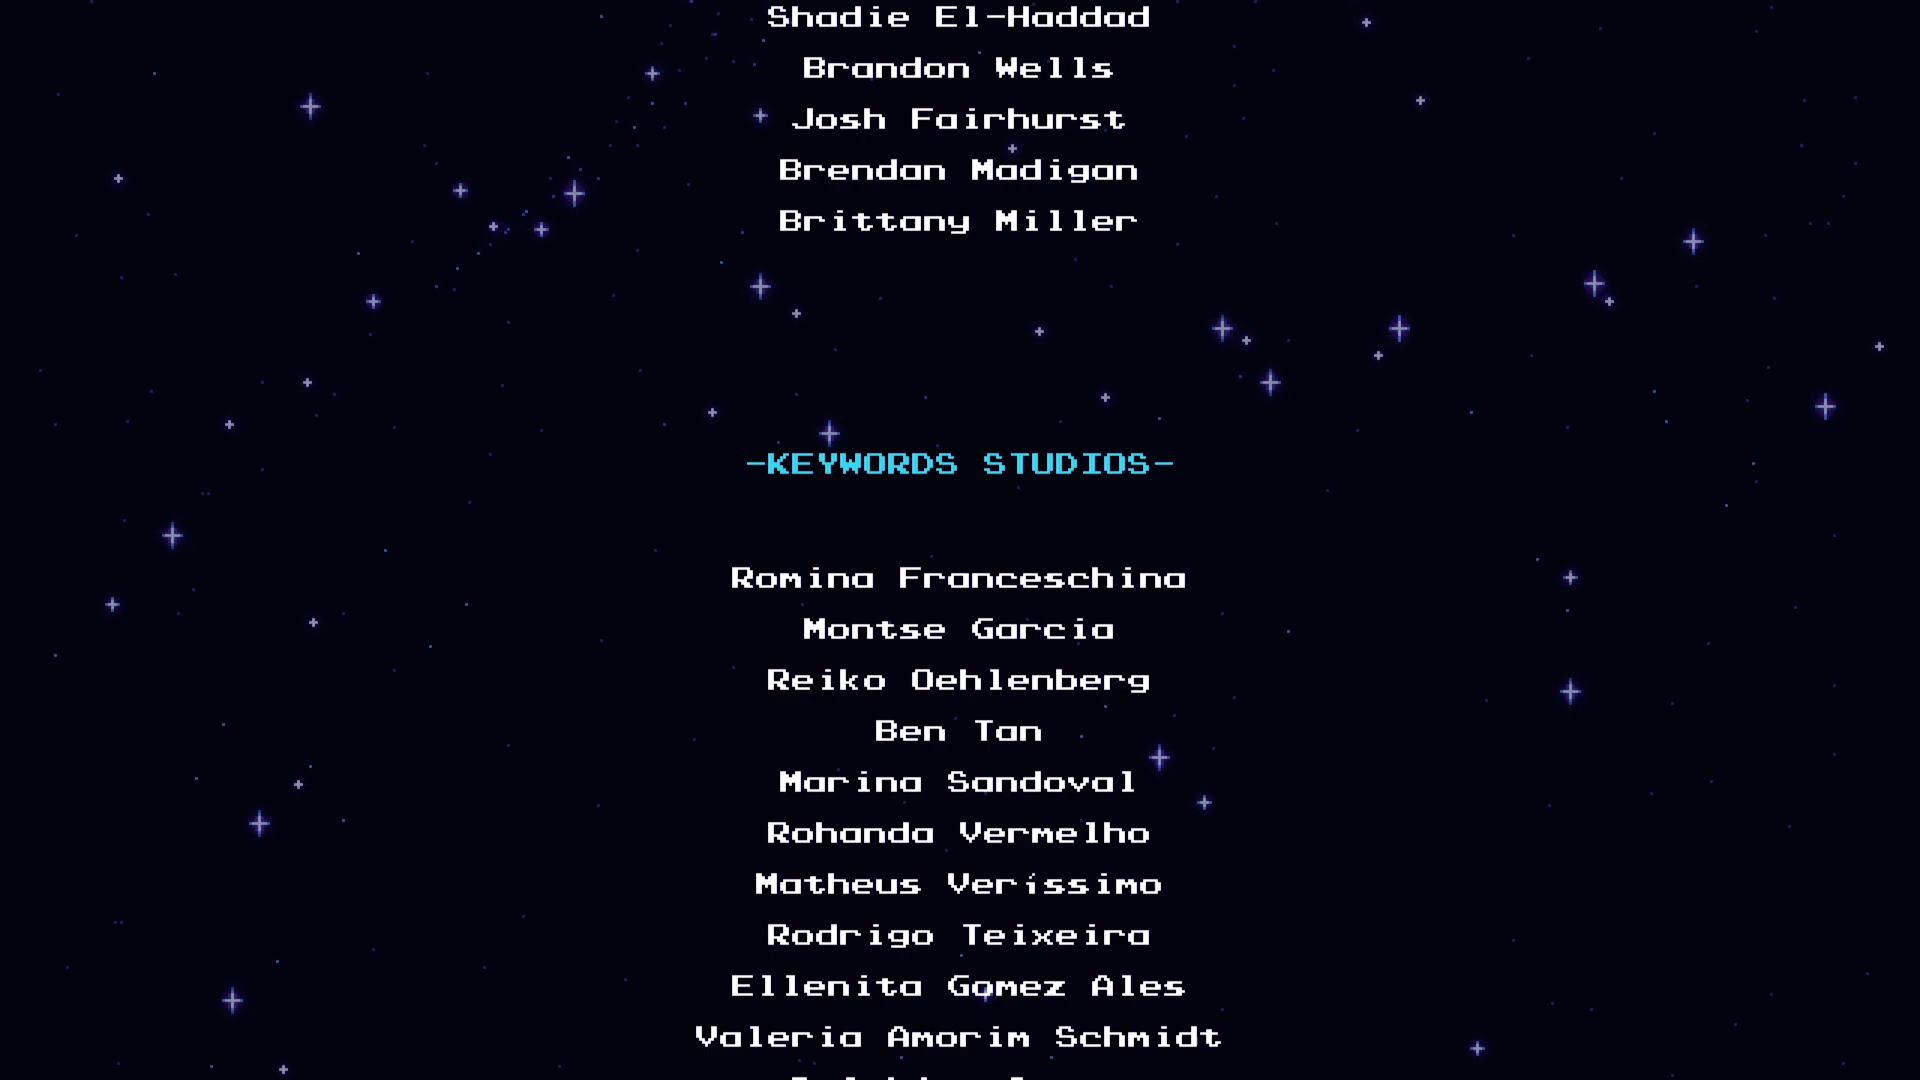 Shadie El-Haddad
Brandon Wells
Josh Fairhurst
Brendan Madigan
Brittany Miller
-KEYWORDS STUDIOS-
Romina Franceschina
Montse Garcia
Reiko Oehlenberg
Ben Tan
Marina Sandoval
Rohanda Vermelho
Matheus Veríssimo
Rodrigo Teixeira
Ellenita Gomez Ales
Valeria Amorim Schmidt